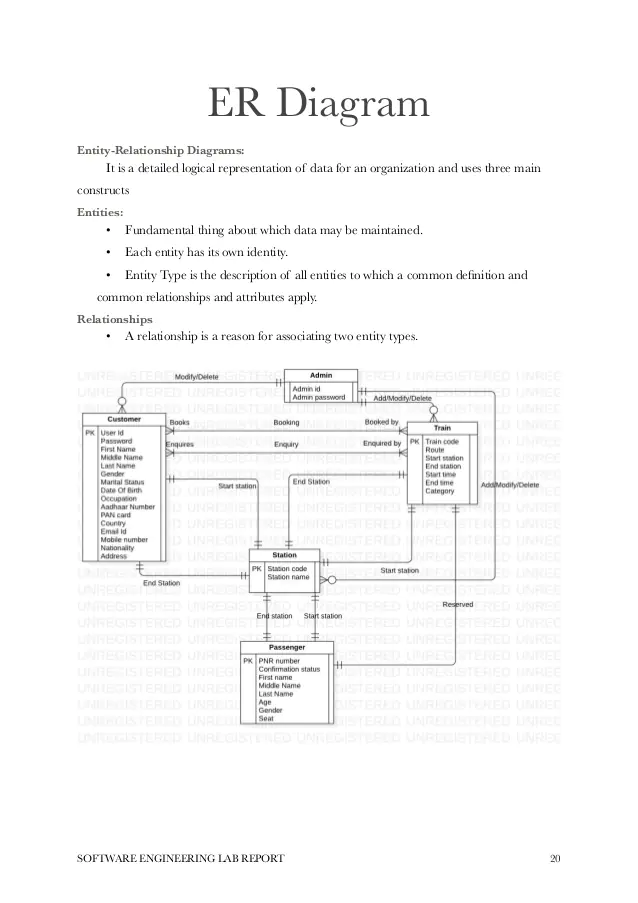 ER Diagram
Entity-Relationship Diagrams:
It is a detailed logical representation of data for an organization and uses three main
constructs
Entities:
• Fundamental thing about which data may be maintained.
• Each entity has its own identity.
• Entity Type is the description of all entities to which a common definition and
common relationships and attributes apply.
Relationships
• A relationship is a reason for associating two entity types.
Modify/Delete
Admin
Admin id
Admin password
Add/Modify/Delete
Customer
PK User Id
Password
First Name
Middle Name
Last Name
Gender
Marital Status
Date Of Birth
Occupation
Aadhaar Number
PAN card
Country
Email Id
Mobile number
Nationality
Address
Books Booking Booked by
Enquires Enquiry Enquired by
Train
PK Train code
Route
Start station
End station
Start time
End time
Category
Start station
End Station
Add/Modify/Delete
Station
PK Station code
Station name
End Station
Start station
Reserved
End station Start station
Passenger
PK PNR number
Confirmation status
First name
Middle Name
Last Name
Age
Gender
Seat
UNREGISTERED UNREGISTERED UNREGISTERED UNREGISTERED UNREG
SOFTWARE ENGINEERING LAB REPORT 20